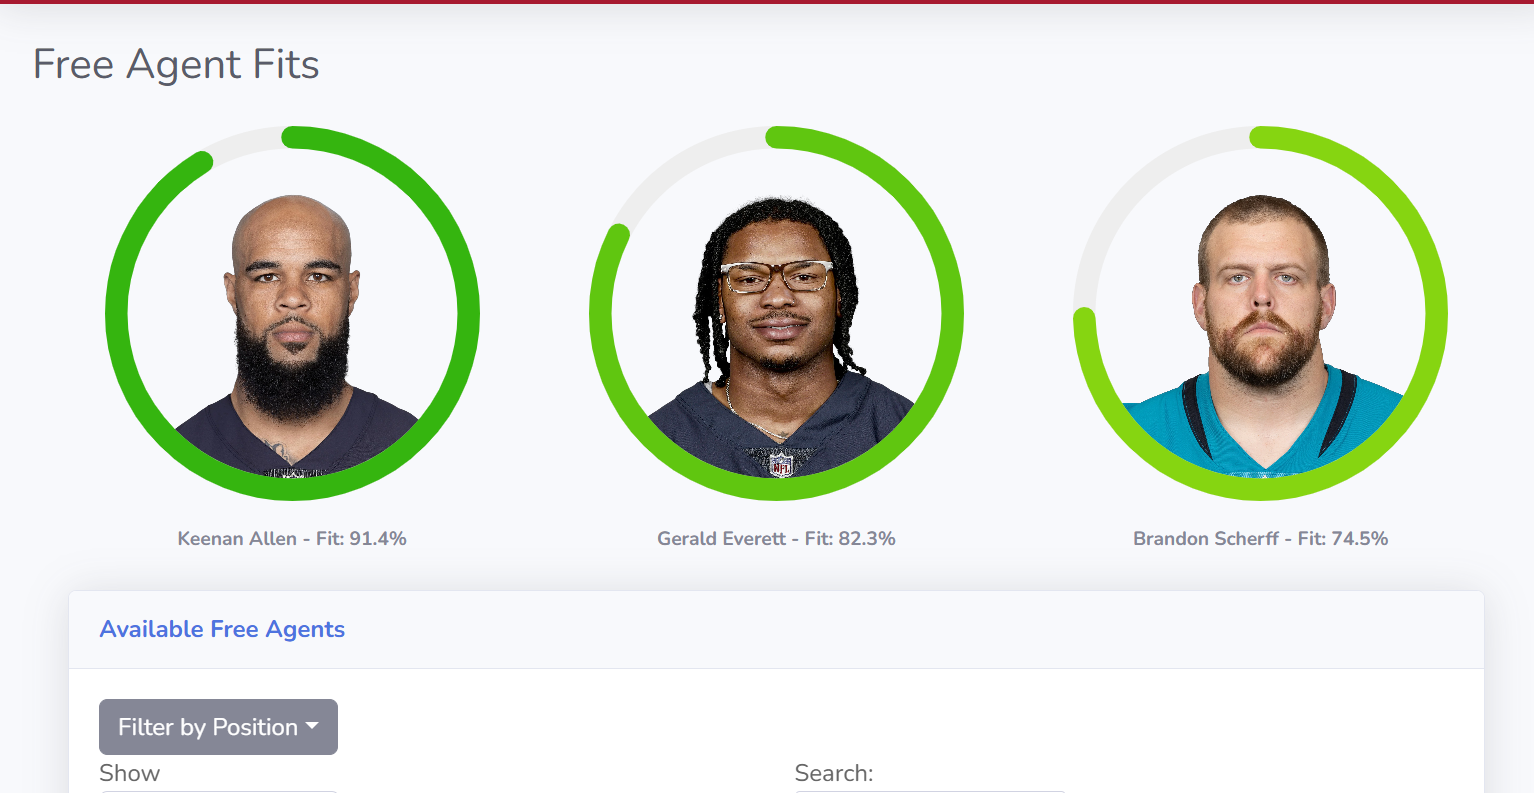 Free Agent Fits
NFL
Keenan Allen - Fit: 91.4%
Gerald Everett - Fit: 82.3%
Brandon Scherff - Fit: 74.5%
Available Free Agents
Filter by Position
Show
Search: